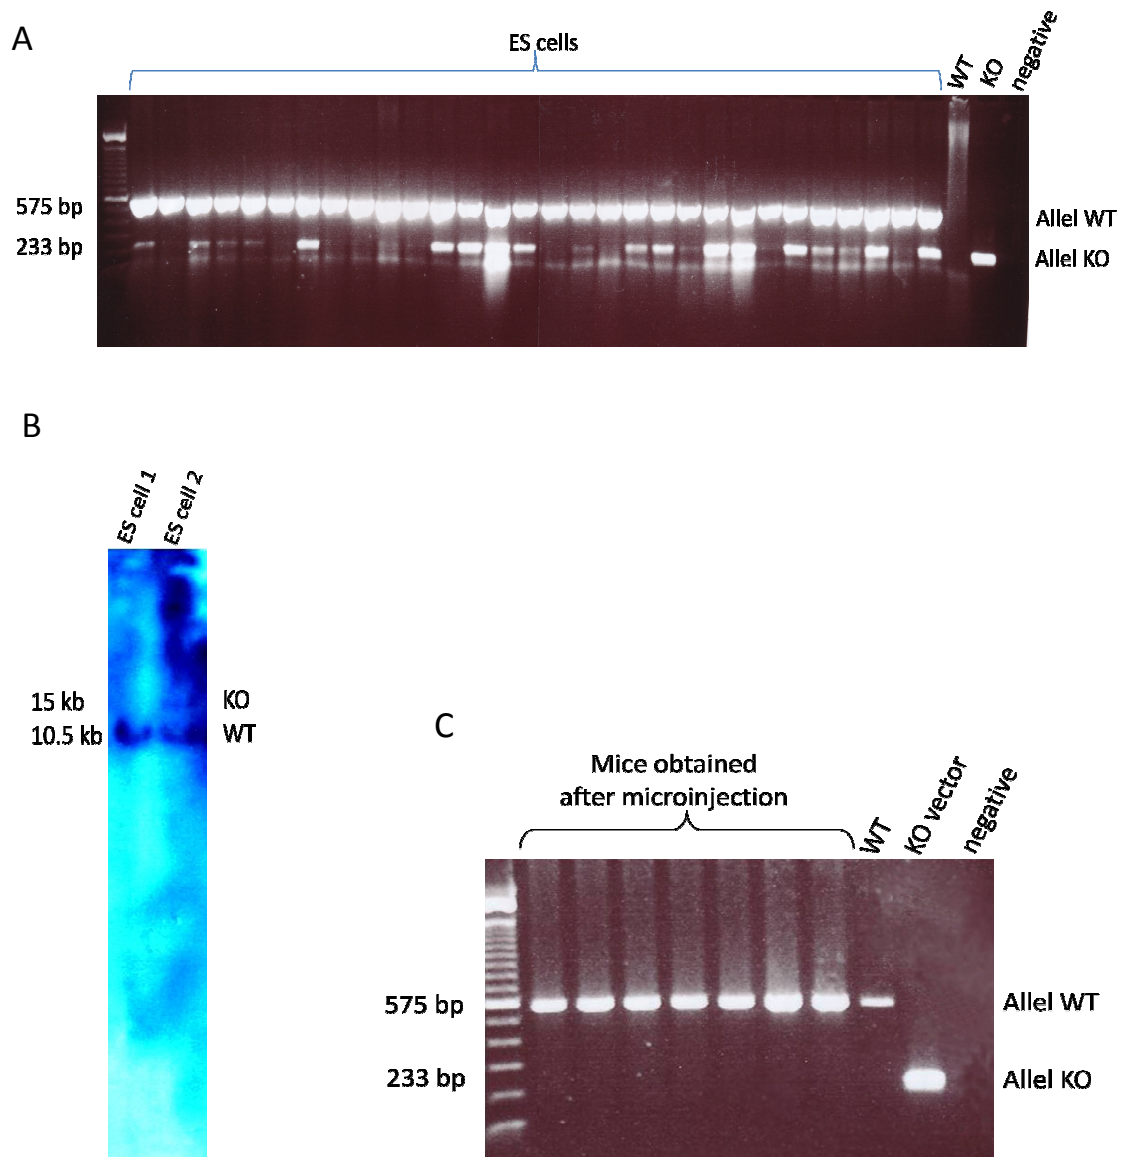 A
ES cells
WT
KO
negative
575 bp
Allel WT
233 bp
Allel KO
B
ES cell 1
ES cell 2
15 kb
KO
10.5 kb
WT
C
Mice obtained
after microinjection
WT
KO vector
negative
575 bp
Allel WT
233 bp
Allel KO